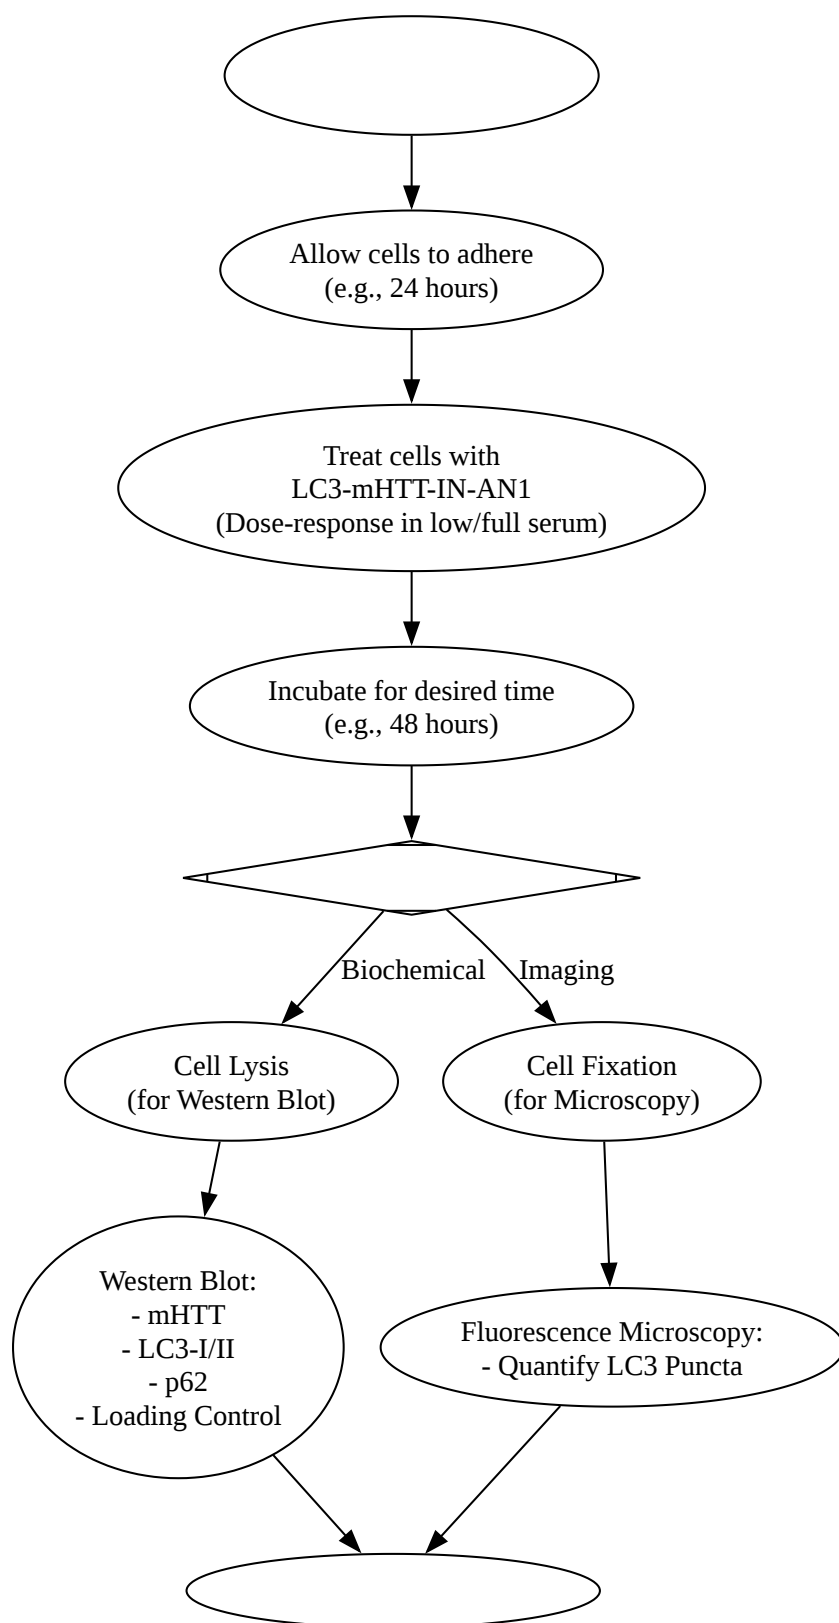 Allow cells to adhere
(e.g., 24 hours)
Treat cells with
LC3-mHTT-IN-AN1
(Dose-response in low/full serum)
Incubate for desired time
(e.g., 48 hours)
Biochemical
Imaging
Cell Lysis
(for Western Blot)
Cell Fixation
(for Microscopy)
Western Blot:
- mHTT
- LC3-I/II
- p62
- Loading Control
Fluorescence Microscopy:
- Quantify LC3 Puncta